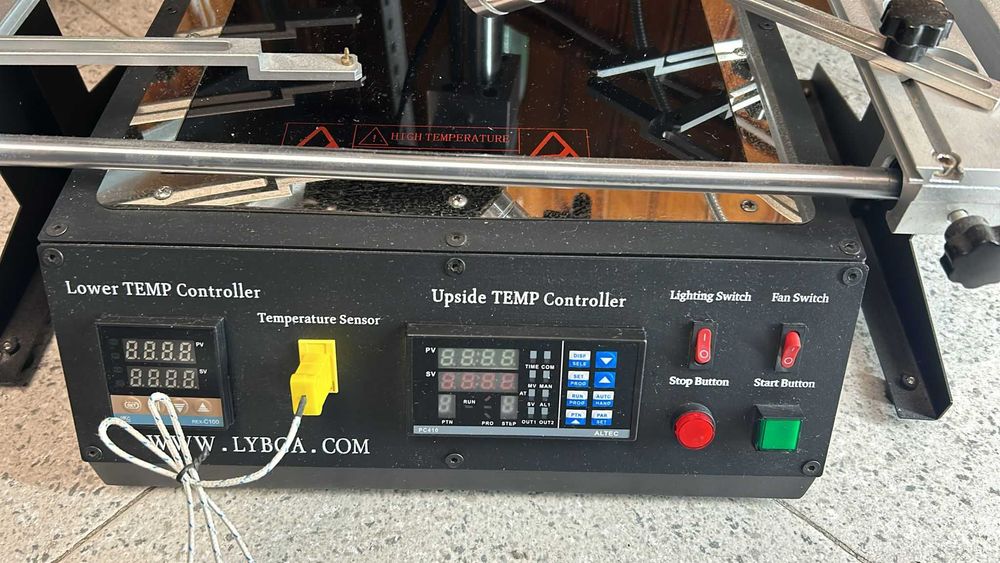 HIGH TEMPERATURE
Lower TEMP Controller
Temperature Sensor
Upside TEMP Controller
Lighting Switch
Fan Switch
PV
SV
SET
REX-C100
WWW.LYBGA.COM
PV
SV
TIME COM
MV MAN
AT
SV AL1
OUT1 OUT2
RUN
PTN PRO STEP
DISP
SELE
SET
PROG
RUN
PROG
AUTO
HAND
PTN
PAR
SET
PC410
ALTEC
Stop Button
Start Button